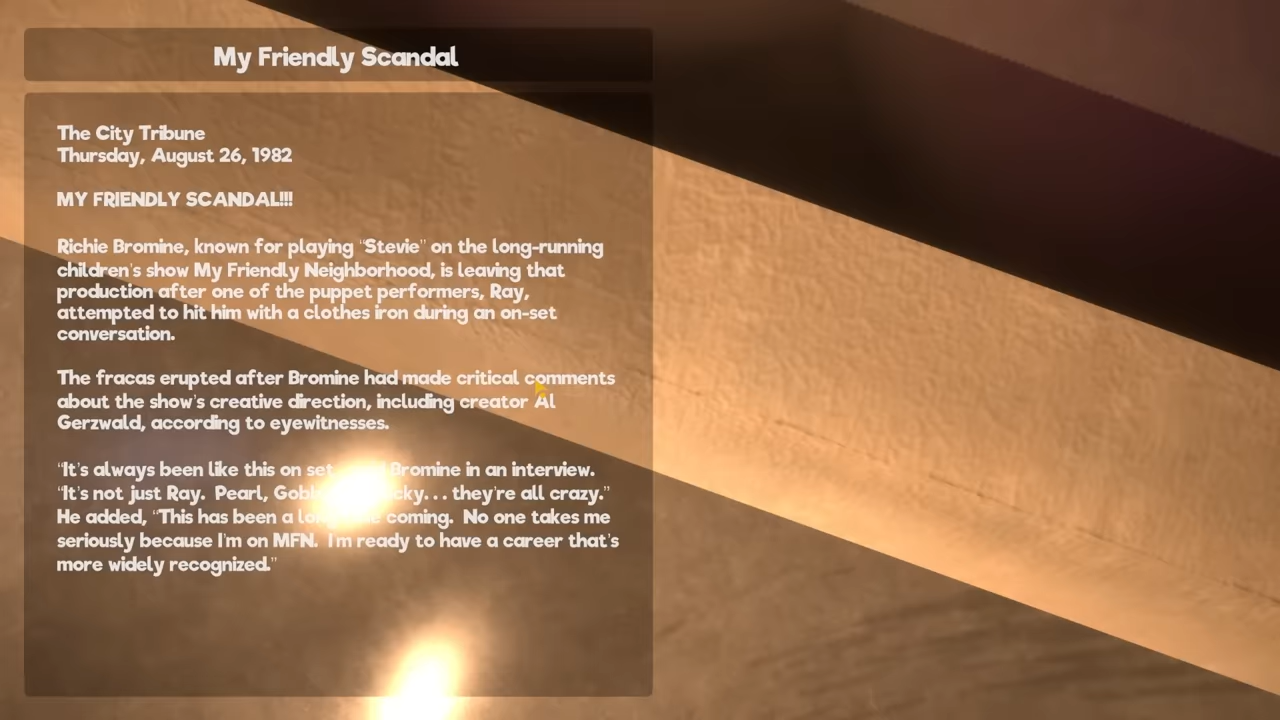 My Friendly Scandal
The City Tribune
Thursday, August 26, 1982
MY FRIENDLY SCANDAL!!!
Richie Bromine, known for playing "Stevie" on the long-running
children's show My Friendly Neighborhood, is leaving that
production after one of the puppet performers, Ray,
attempted to hit him with a clothes iron during an on-set
conversation.
The fracas erupted after Bromine had made critical comments
about the show's creative direction, including creator Al
Gerzwald, according to eyewitnesses.
"It's always been like this on set Bromine in an interview.
"It's not just Ray. Pearl, they're all crazy."
He added, "This has been a coming. No one takes me
seriously because I'm on MFN. I'm ready to have a career that's
more widely recognized."